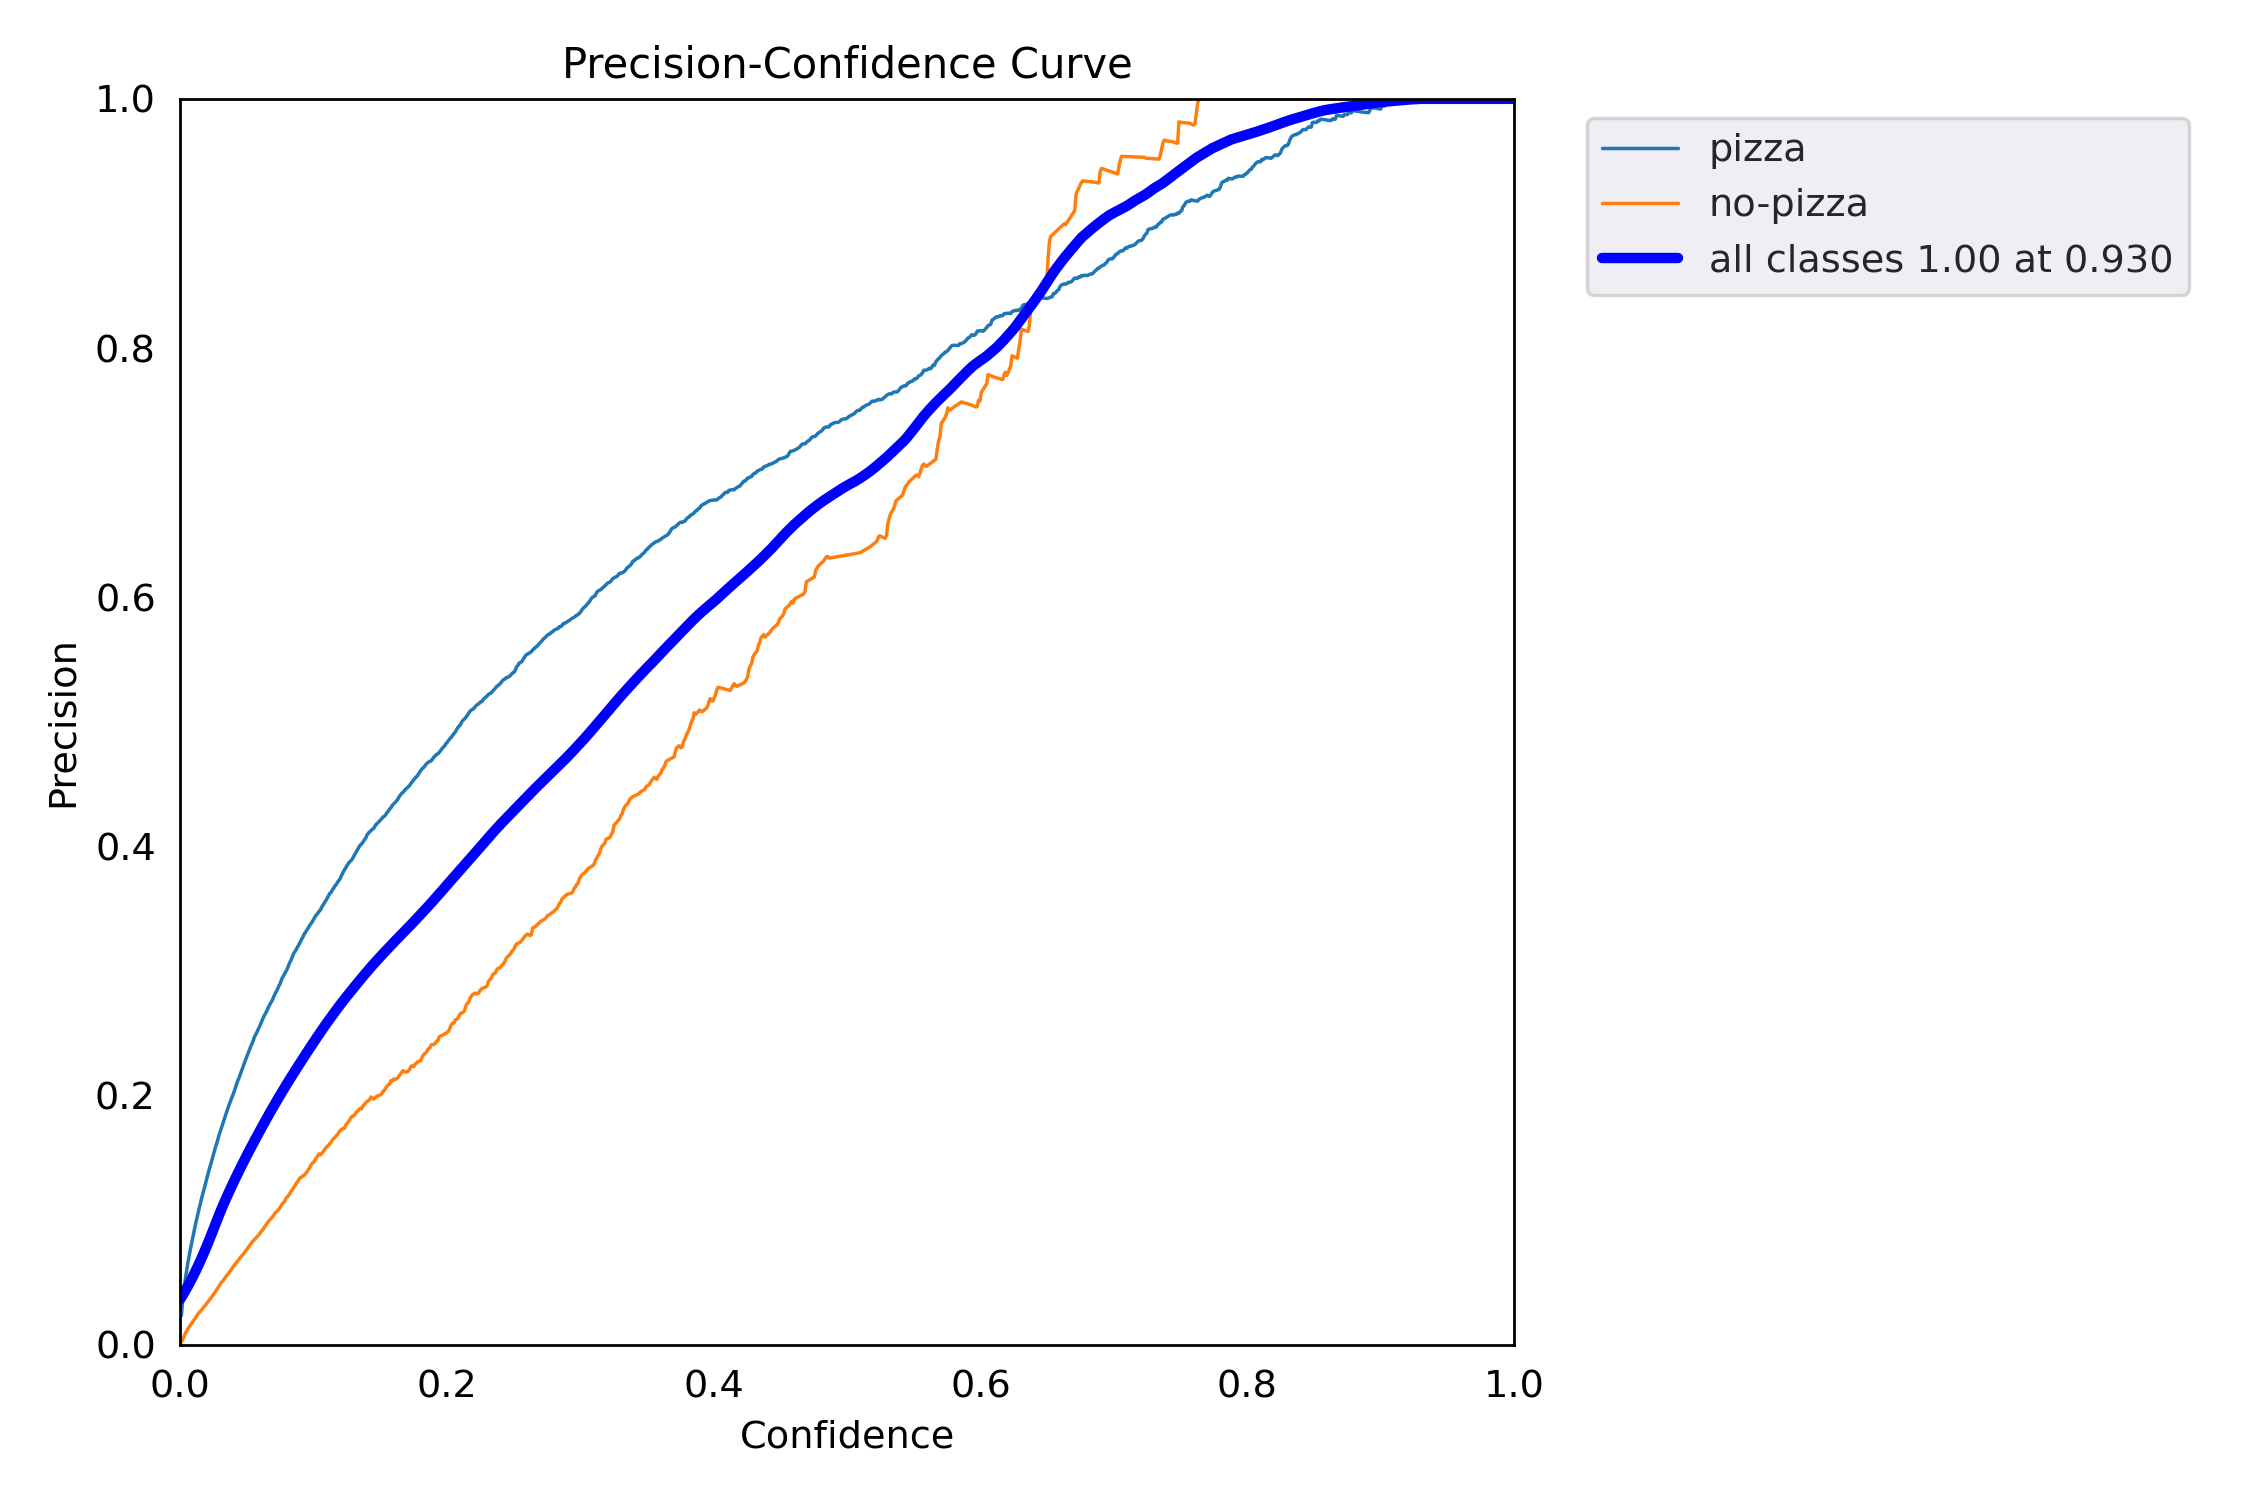 Precision-Confidence Curve
1.0
0.8
0.6
0.4
0.2
0.0
Precision
0.0 0.2 0.4 0.6 0.8 1.0
Confidence
pizza
no-pizza
all classes 1.00 at 0.930